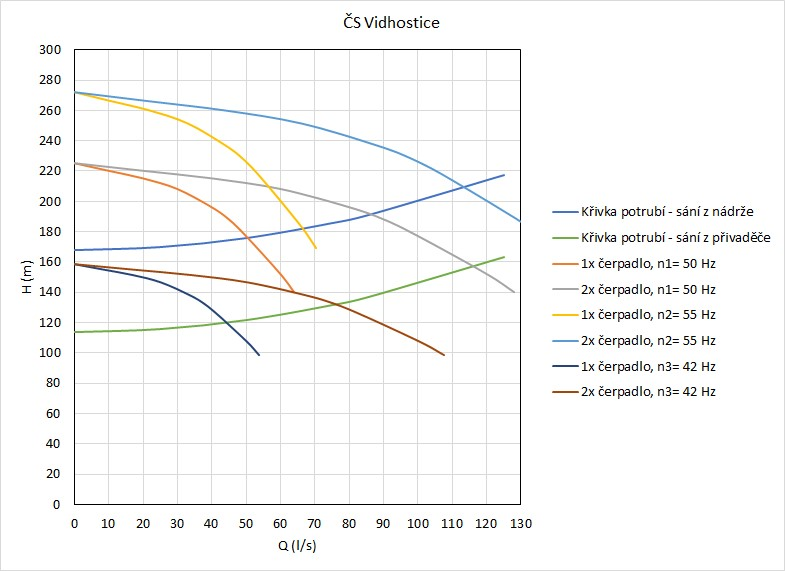 ČS Vidhostice
300
280
260
240
220
200
180
160
140
120
100
80
60
40
20
0
H (m)
0 10 20 30 40 50 60 70 80 90 100 110 120 130
Q (l/s)
Křivka potrubí - sání z nádrže
Křivka potrubí - sání z přivaděče
1x čerpadlo, n1= 50 Hz
2x čerpadlo, n1= 50 Hz
1x čerpadlo, n2= 55 Hz
2x čerpadlo, n2= 55 Hz
1x čerpadlo, n3= 42 Hz
2x čerpadlo, n3= 42 Hz